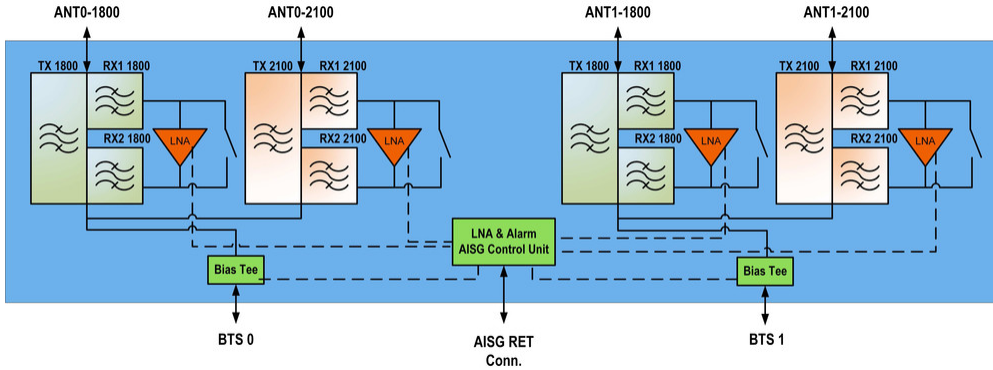 ANT0-1800
ANT0-2100
ANT1-1800
ANT1-2100
TX 1800
RX1 1800
TX 2100
RX1 2100
TX 1800
RX1 1800
TX 2100
RX1 2100
RX2 1800
LNA
RX2 2100
LNA
RX2 1800
LNA
RX2 2100
LNA
LNA & Alarm
AISG Control Unit
Bias Tee
Bias Tee
BTS 0
AISG RET
Conn.
BTS 1